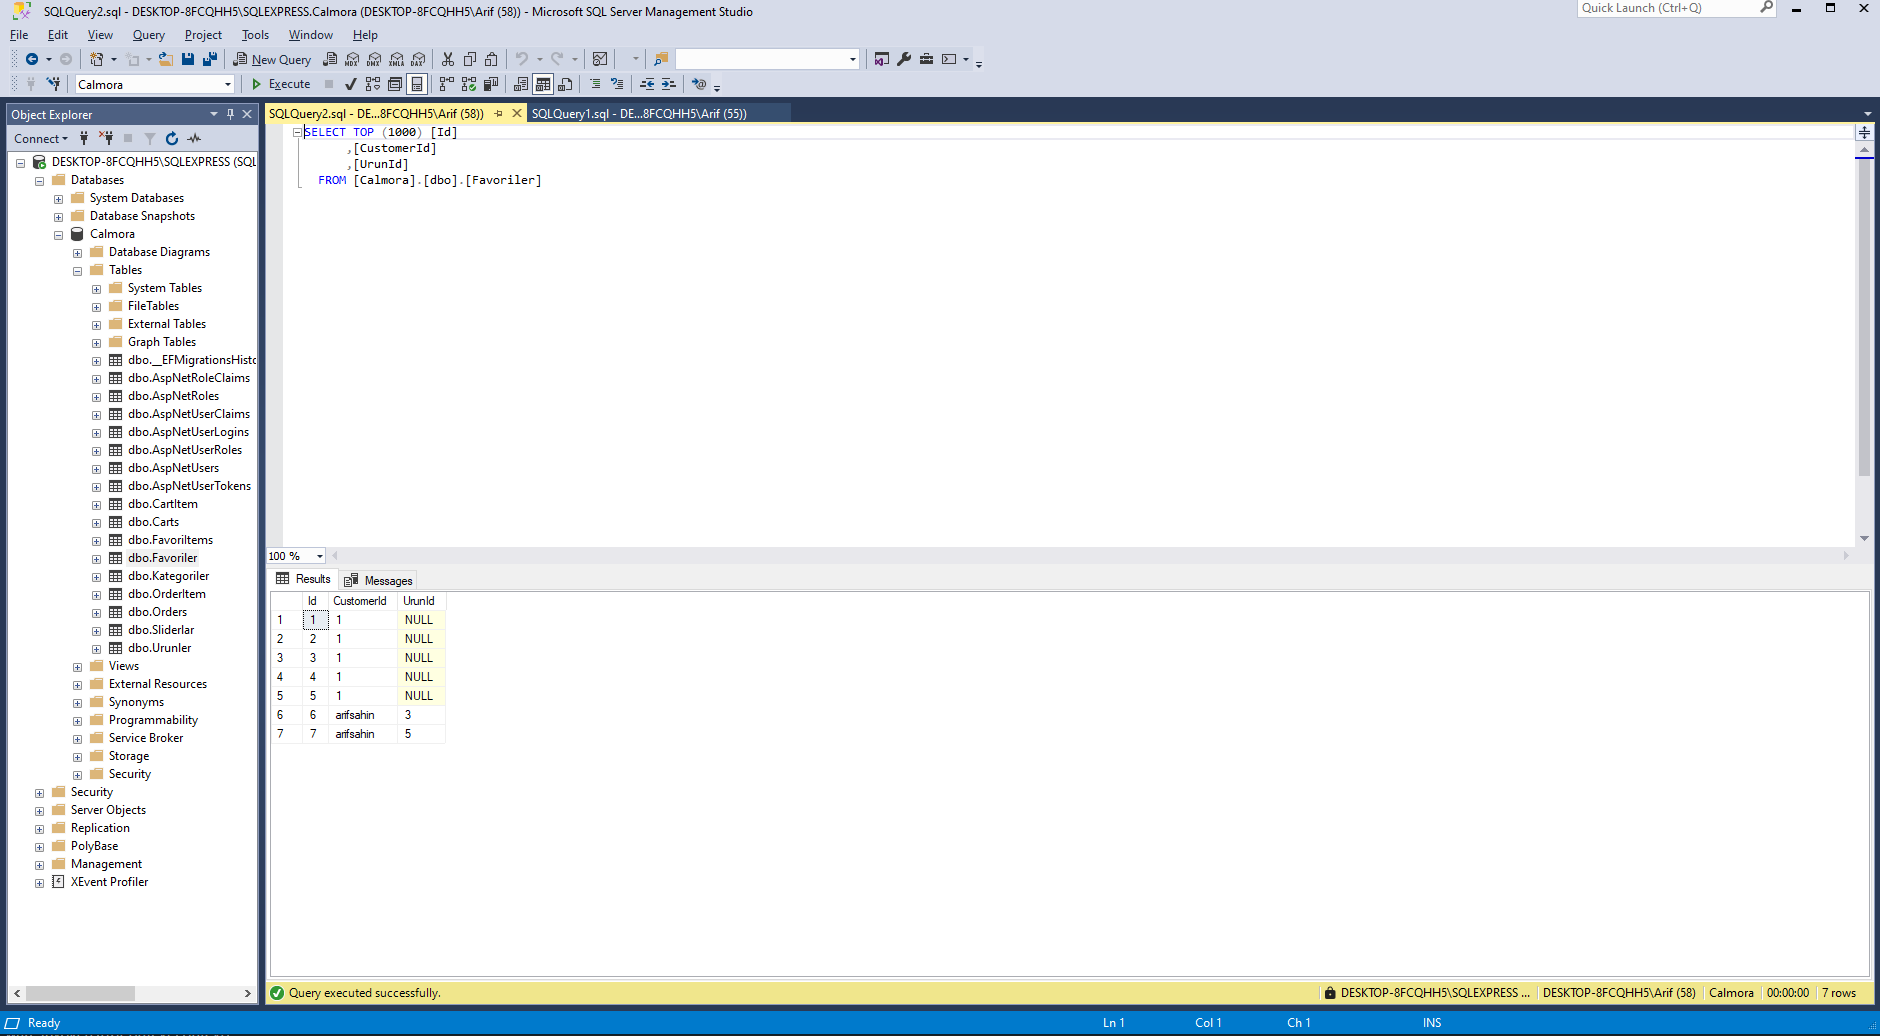 SQLQuery2.sql - DESKTOP-8FCQHH5\SQLEXPRESS.Calmora (DESKTOP-8FCQHH5\Arif (58)) - Microsoft SQL Server Management Studio
Quick Launch (Ctrl+Q)
File Edit View Query Project Tools Window Help
New Query MDX DMX XMLA DAX
Calmora Execute
Object Explorer
SQLQuery2.sql - DE...8FCQHH5\Arif (58)) SQLQuery1.sql - DE...8FCQHH5\Arif (55))
Connect
DESKTOP-8FCQHH5\SQLEXPRESS (SQL
Databases
System Databases
Database Snapshots
Calmora
Database Diagrams
Tables
System Tables
FileTables
External Tables
Graph Tables
dbo.__EFMigrationsHisto
dbo.AspNetRoleClaims
dbo.AspNetRoles
dbo.AspNetUserClaims
dbo.AspNetUserLogins
dbo.AspNetUserRoles
dbo.AspNetUsers
dbo.AspNetUserTokens
dbo.CartItem
dbo.Carts
dbo.FavoriItems
dbo.Favoriler
dbo.Kategoriler
dbo.OrderItem
dbo.Orders
dbo.Sliderlar
dbo.Urunler
Views
External Resources
Synonyms
Programmability
Service Broker
Storage
Security
Security
Server Objects
Replication
PolyBase
Management
XEvent Profiler
SELECT TOP (1000) [Id]
,[CustomerId]
,[UrunId]
FROM [Calmora].[dbo].[Favoriler]
100 %
Results Messages
Id CustomerId UrunId
1 1 1 NULL
2 2 1 NULL
3 3 1 NULL
4 4 1 NULL
5 5 1 NULL
6 6 arifsahin 3
7 7 arifsahin 5
Query executed successfully. DESKTOP-8FCQHH5\SQLEXPRESS ... DESKTOP-8FCQHH5\Arif (58) Calmora 00:00:00 7 rows
Ready Ln 1 Col 1 Ch 1 INS